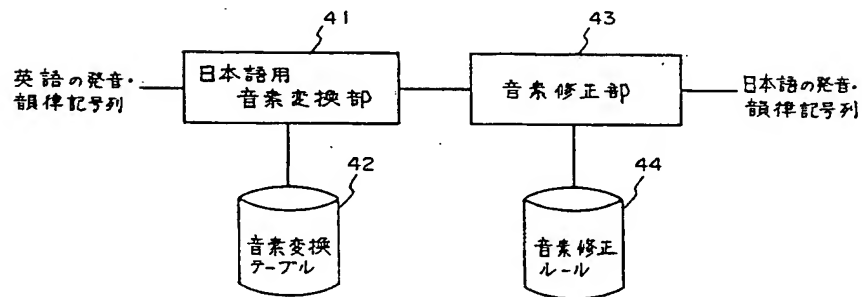 41
43
英語の発音・
韻律記号列
日本語用
音素変換部
音素修正部
日本語の発音・
韻律記号列
42
44
音素変換
テーブル
音素修正
ルール